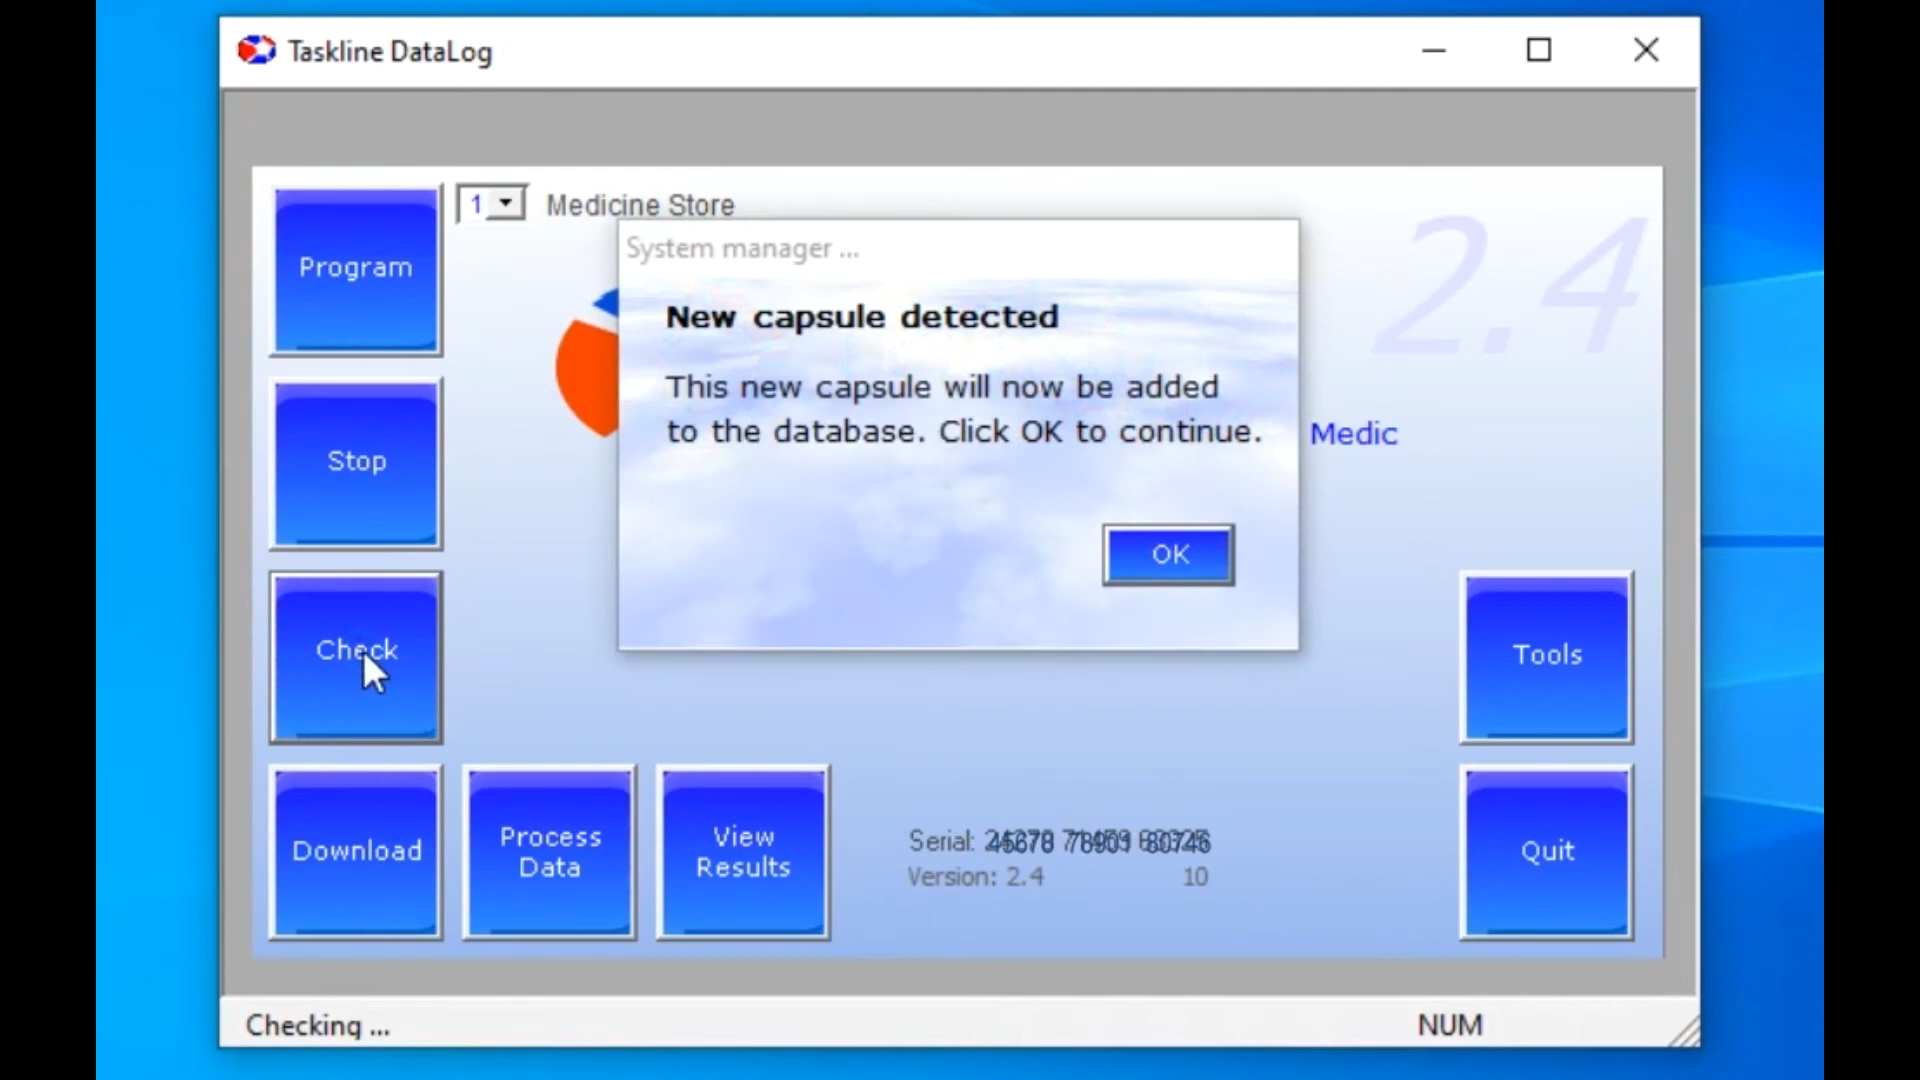 Taskline DataLog
Program
1 Medicine Store
2.4
System manager ...
New capsule detected
This new capsule will now be added
to the database. Click OK to continue.
Medic
Stop
OK
Check
Tools
Download
Process
Data
View
Results
Serial:
Version: 2.4 10
Quit
Checking ...
NUM